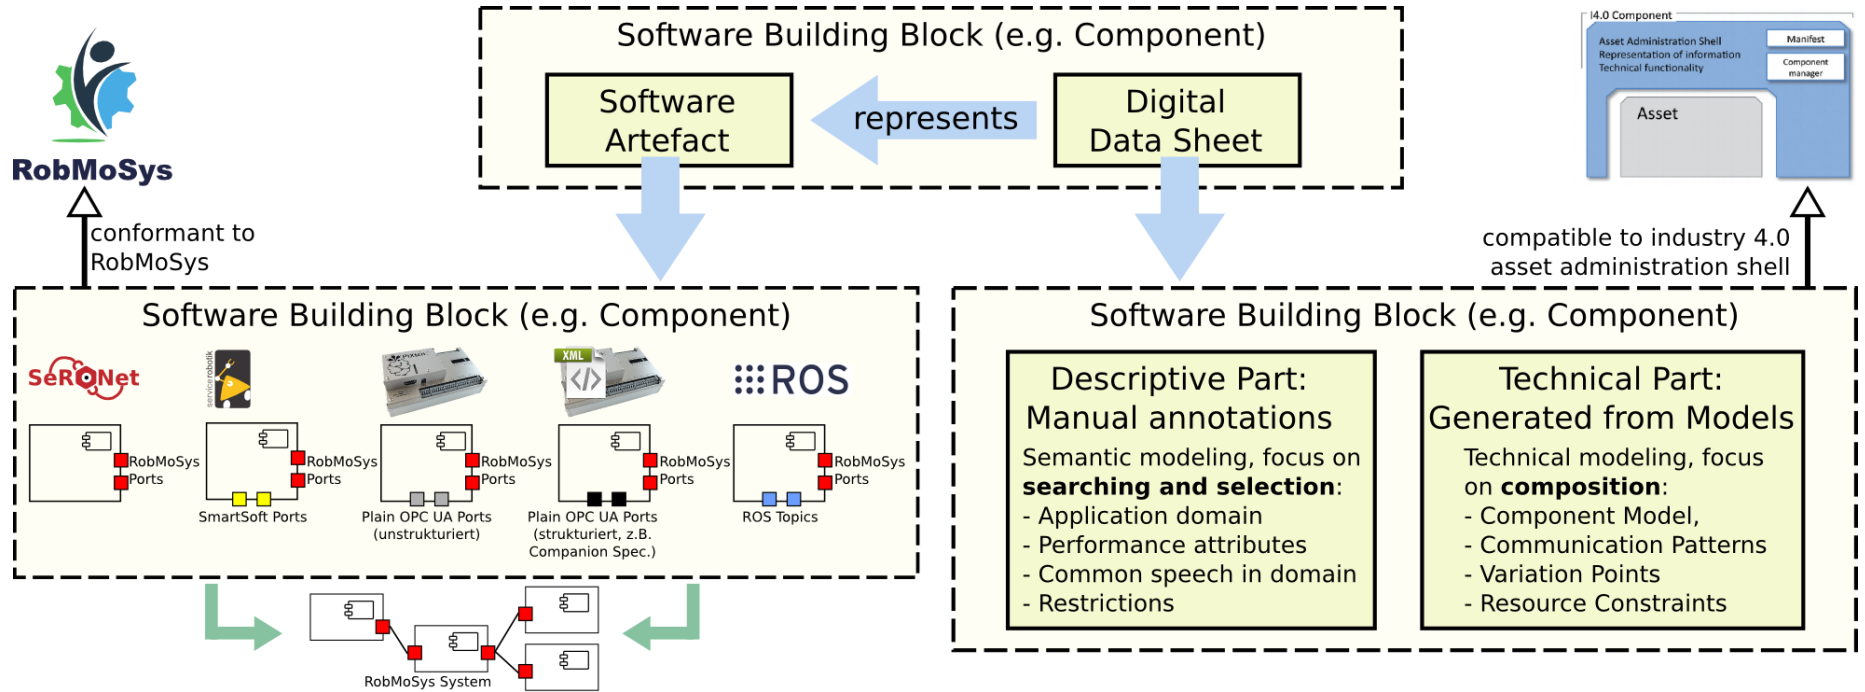 Software Building Block (e.g. Component)
Software
Artefact
represents
Digital
Data Sheet
RobMoSys
conformant to
RobMoSys
I4.0 Component
Asset Administration Shell
Representation of information
Technical functionality
Manifest
Component
manager
Asset
compatible to industry 4.0
asset administration shell
Software Building Block (e.g. Component)
SeRONet
servicerobotik
PiXtend
XML
ROS
RobMoSys
Ports
RobMoSys
Ports
RobMoSys
Ports
RobMoSys
Ports
RobMoSys
Ports
SmartSoft Ports
Plain OPC UA Ports
(unstrukturiert)
Plain OPC UA Ports
(strukturiert, z.B.
Companion Spec.)
ROS Topics
RobMoSys System
Software Building Block (e.g. Component)
Descriptive Part:
Manual annotations
Semantic modeling, focus on
searching and selection:
- Application domain
- Performance attributes
- Common speech in domain
- Restrictions
Technical Part:
Generated from Models
Technical modeling, focus
on composition:
- Component Model,
- Communication Patterns
- Variation Points
- Resource Constraints